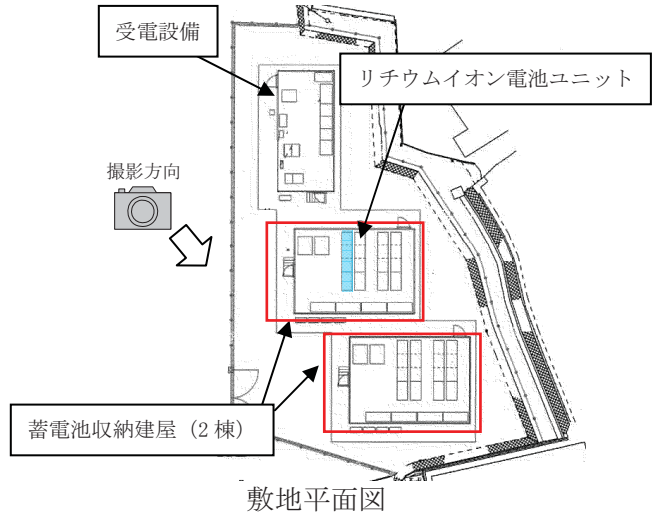 受電設備
リチウムイオン電池ユニット
撮影方向
蓄電池収納建屋(2 棟)
敷地平面図